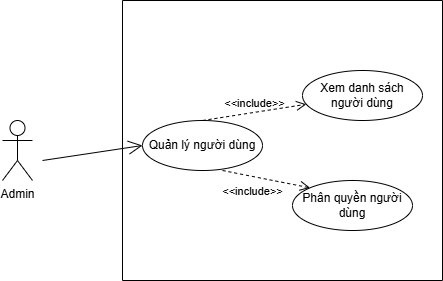 Xem danh sách
người dùng
<<include>>
Quản lý người dùng
Admin
<<include>>
Phân quyền người
dùng